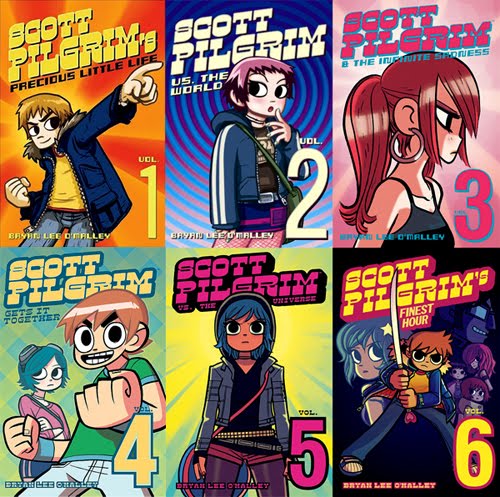 SCOTT
PILGRIM's
PRECIOUS LITTLE LIFE
VOL.
1
BRYAN LEE O'MALLEY
SCOTT
PILGRIM
VS. THE
WORLD
VOL.
2
BRYAN LEE O'MALLEY
SCOTT
PILGRIM
& THE INFINITE SADNESS
VOL.
3
BRYAN LEE O'MALLEY
SCOTT
PILGRIM
GETS IT
TOGETHER
VOL.
4
BRYAN LEE O'MALLEY
SCOTT
PILGRIM
VS. THE UNIVERSE
VOL.
5
BRYAN LEE O'MALLEY
SCOTT
PILGRIM's
FINEST
HOUR
VOL.
6
BRYAN LEE O'MALLEY